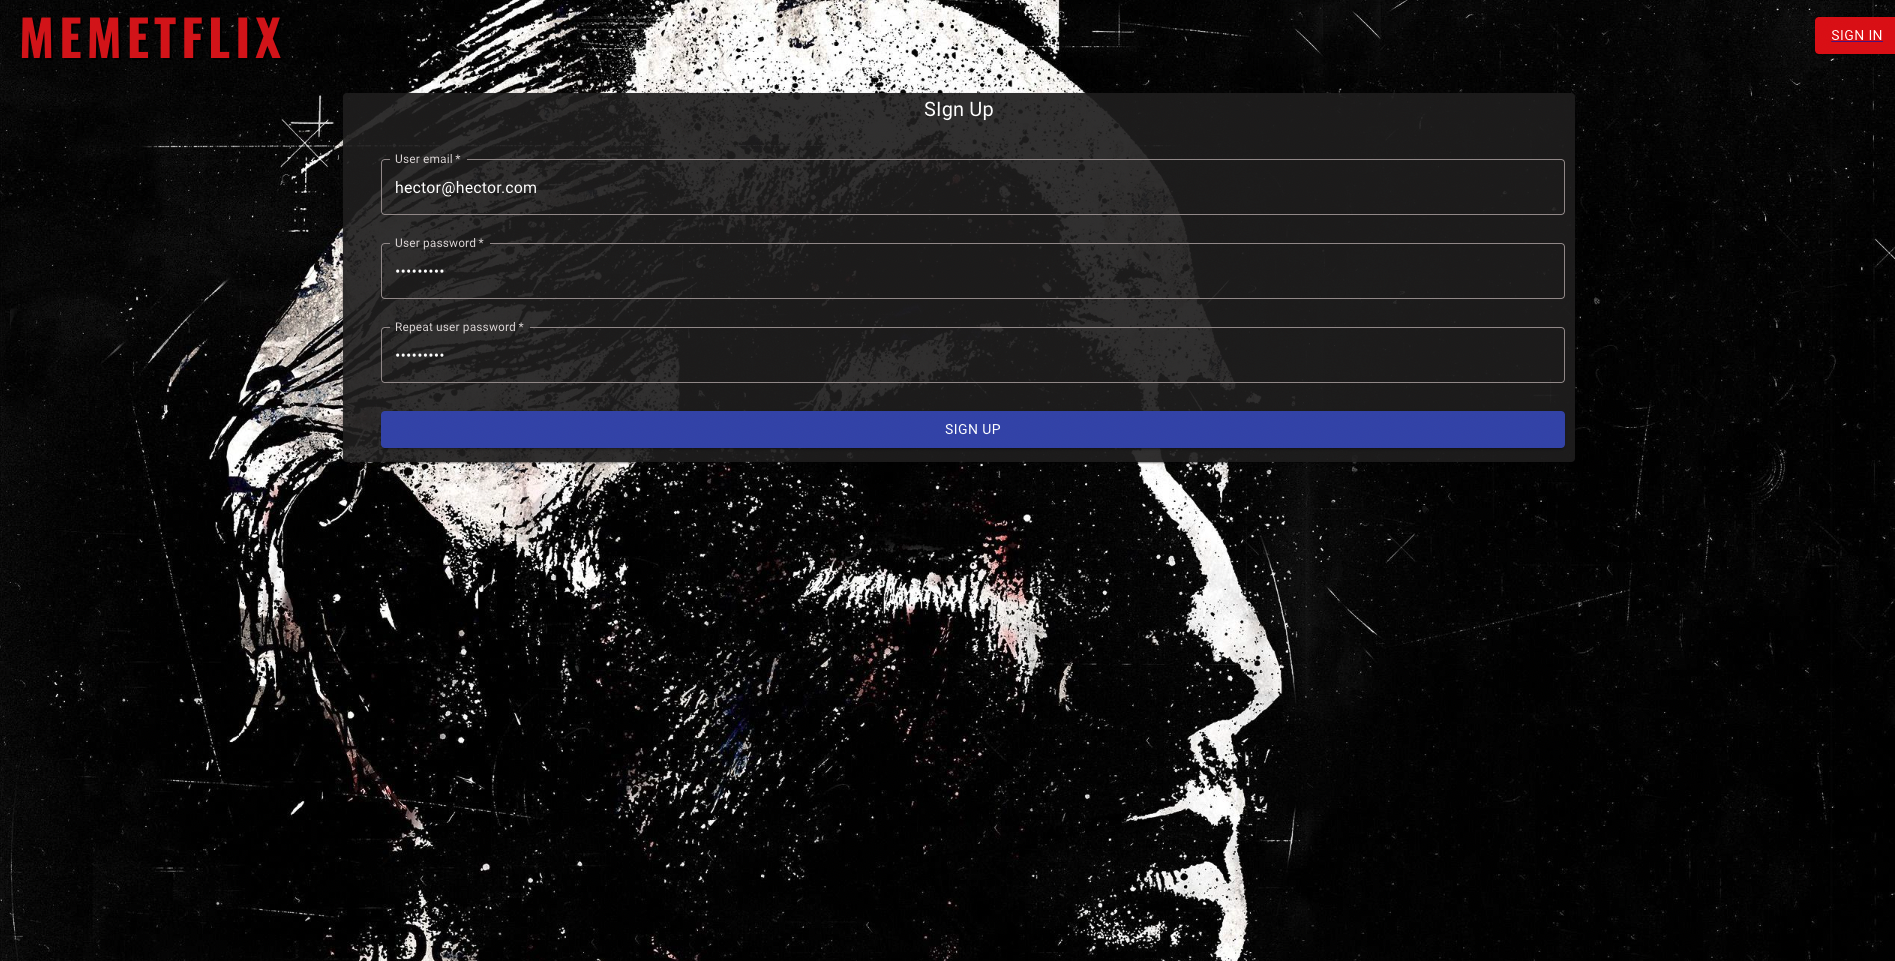 MEMETFLIX
SIGN IN
SIgn Up
User email *
hector@hector.com
User password *
•••••••••
Repeat user password *
•••••••••
SIGN UP